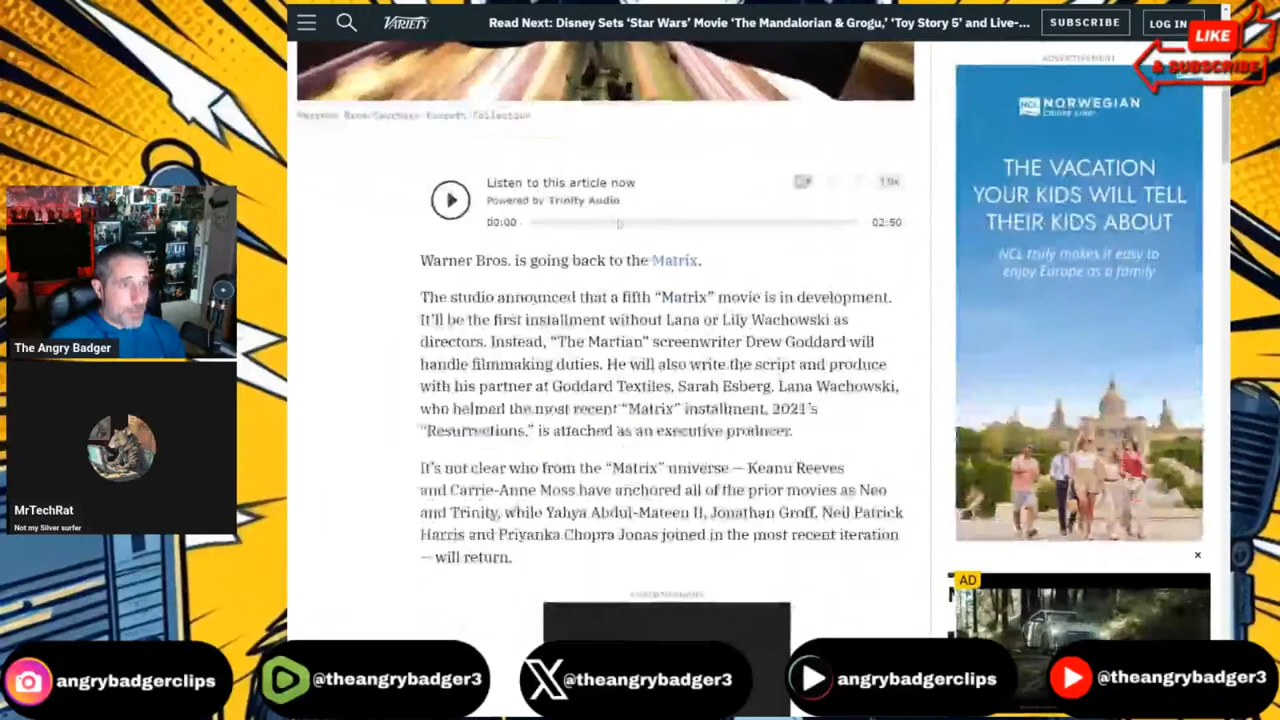 VARIETY
Read Next: Disney Sets ‘Star Wars’ Movie ‘The Mandalorian & Grogu,’ ‘Toy Story 5’ and Live-...
SUBSCRIBE
LOG IN
LIKE
& SUBSCRIBE
ADVERTISEMENT
Listen to this article now
Powered by Trinity Audio
00:00
02:50
Warner Bros. is going back to the Matrix.
The studio announced that a fifth “Matrix” movie is in development.
It’ll be the first installment without Lana or Lily Wachowski as
directors. Instead, “The Martian” screenwriter Drew Goddard will
handle filmmaking duties. He will also write the script and produce
with his partner at Goddard Textiles, Sarah Esberg. Lana Wachowski,
who helmed the most recent “Matrix” installment, 2021’s
“Resurrections,” is attached as an executive producer.
It’s not clear who from the “Matrix” universe — Keanu Reeves
and Carrie-Anne Moss have anchored all of the prior movies as Neo
and Trinity, while Yahya Abdul-Mateen II, Jonathan Groff, Neil Patrick
Harris and Priyanka Chopra Jonas joined in the most recent iteration
— will return.
ADVERTISEMENT
NCL NORWEGIAN
CRUISE LINE
THE VACATION
YOUR KIDS WILL TELL
THEIR KIDS ABOUT
NCL truly makes it easy to
enjoy Europe as a family
AD
The Angry Badger
MrTechRat
Not my Silver surfer
angrybadgerclips
@theangrybadger3
@theangrybadger3
angrybadgerclips
@theangrybadger3